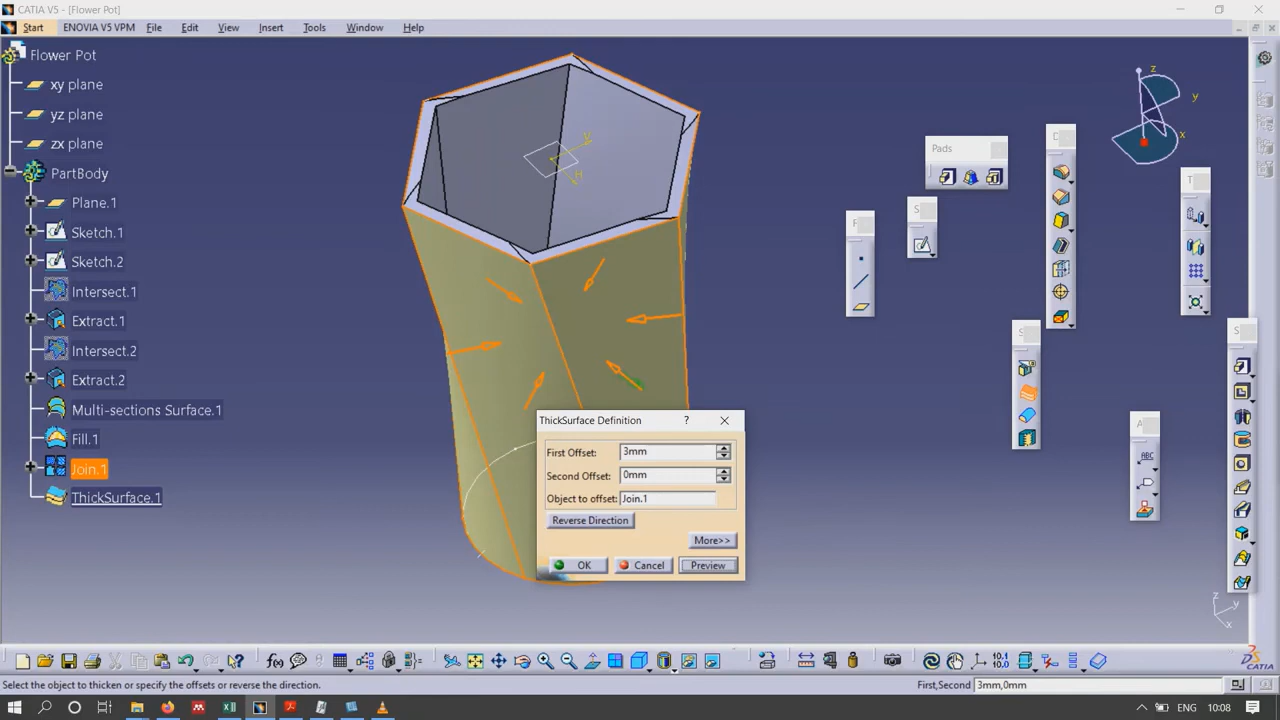 CATIA V5 - [Flower Pot]
Start ENOVIA V5 VPM File Edit View Insert Tools Window Help
Flower Pot
xy plane
yz plane
zx plane
PartBody
Plane.1
Sketch.1
Sketch.2
Intersect.1
Extract.1
Intersect.2
Extract.2
Multi-sections Surface.1
Fill.1
Join.1
ThickSurface.1
V
H
z
y
x
Pads
D
T
S
F
S
S
A
ABC
ThickSurface Definition ?
First Offset: 3mm
Second Offset: 0mm
Object to offset: Join.1
Reverse Direction
More>>
OK Cancel Preview
z
y
x
f(x) 10.1
CATIA
Select the object to thicken or specify the offsets or reverse the direction. First,Second 3mm,0mm
ENG 10:08